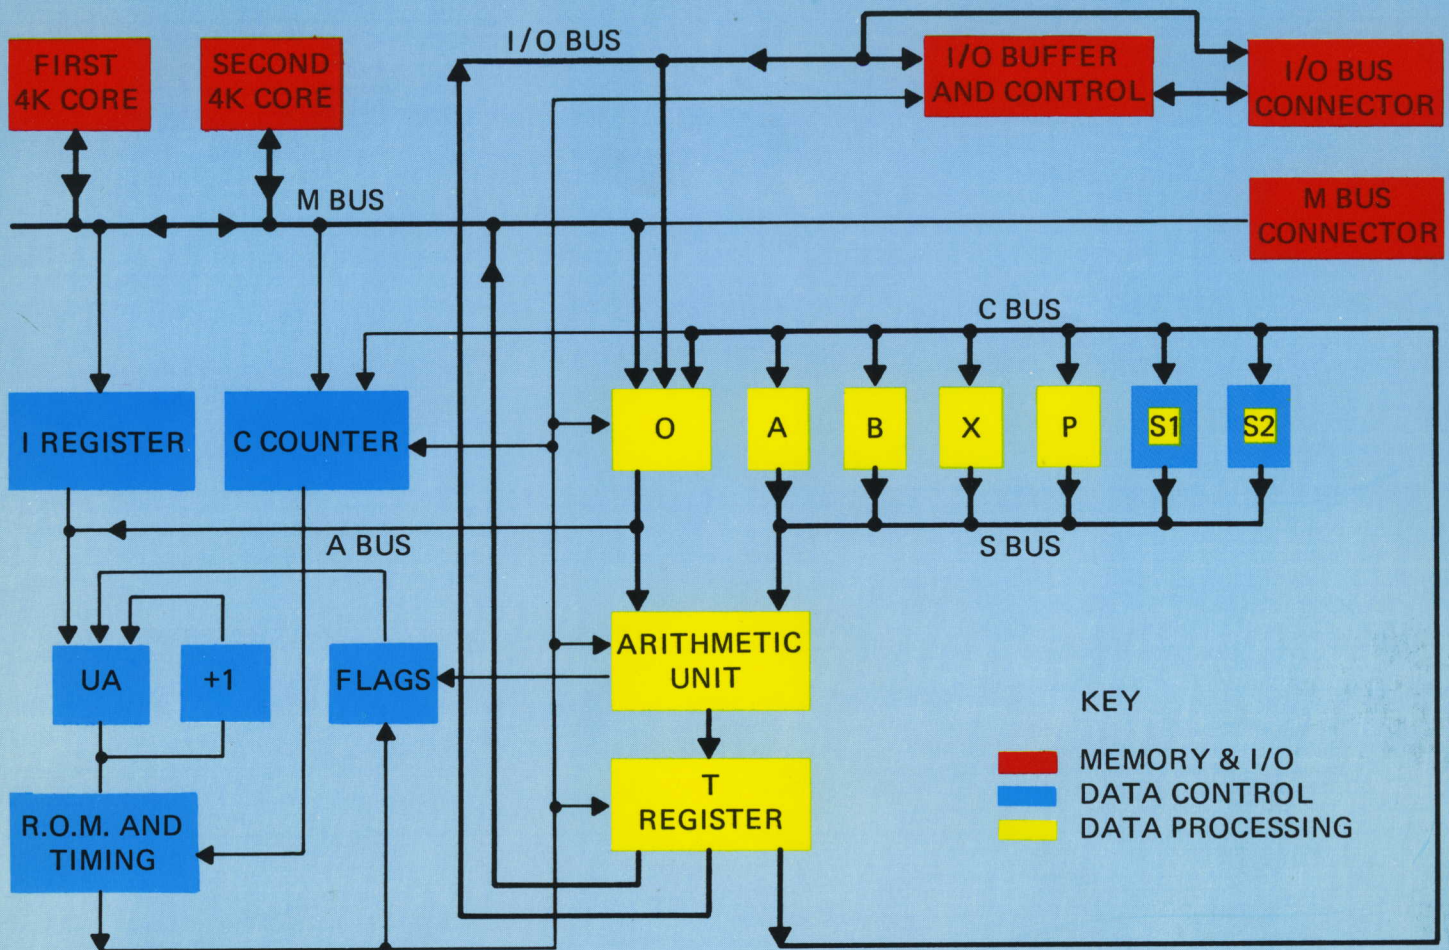 I/O BUS
FIRST
4K CORE
SECOND
4K CORE
I/O BUFFER
AND CONTROL
I/O BUS
CONNECTOR
M BUS
M BUS
CONNECTOR
C BUS
I REGISTER
C COUNTER
O
A
B
X
P
S1
S2
A BUS
S BUS
UA
+1
FLAGS
ARITHMETIC
UNIT
KEY
MEMORY & I/O
DATA CONTROL
DATA PROCESSING
T
REGISTER
R.O.M. AND
TIMING